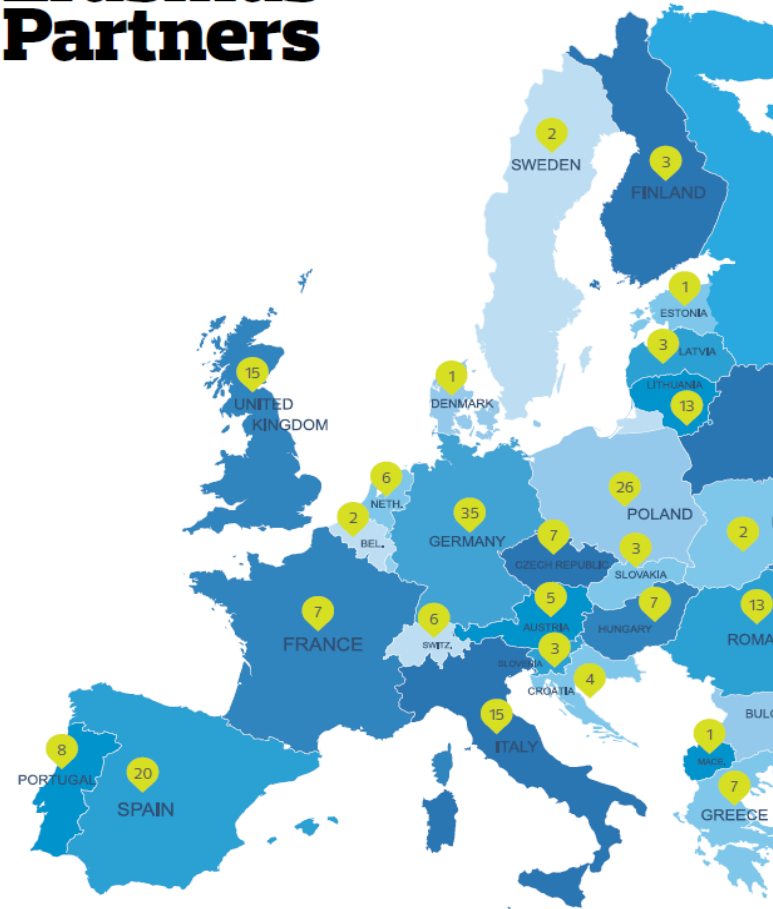 Erasmus
Partners
2
SWEDEN
3
FINLAND
1
ESTONIA
3
LATVIA
LITHUANIA
13
15
UNITED
KINGDOM
1
DENMARK
6
NETH.
2
BEL.
35
GERMANY
26
POLAND
7
CZECH REPUBLIC
3
SLOVAKIA
2
5
AUSTRIA
7
HUNGARY
13
ROMA
7
FRANCE
6
SWITZ.
3
SLOVENIA
4
CROATIA
15
ITALY
BULG
1
MACE.
7
GREECE
8
PORTUGAL
20
SPAIN